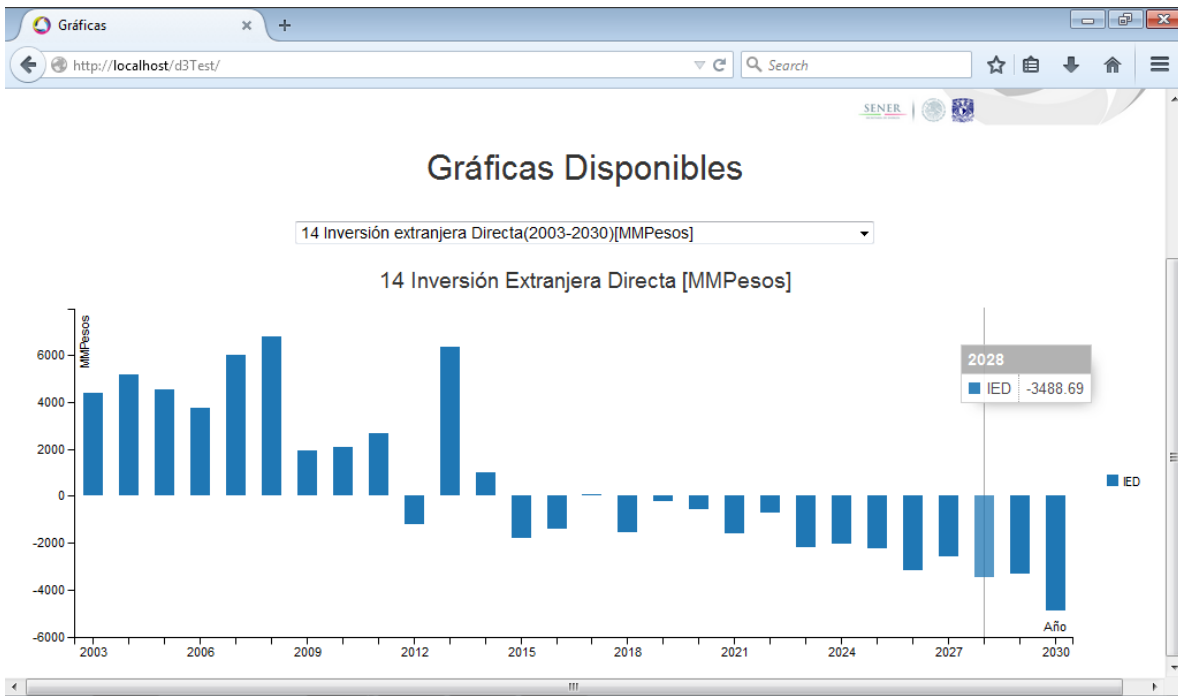 Gráficas
http://localhost/d3Test/
Search
SENER
Gráficas Disponibles
14 Inversión extranjera Directa(2003-2030)[MMPesos]
14 Inversión Extranjera Directa [MMPesos]
MMPesos
6000
4000
2000
0
-2000
-4000
-6000
2028
IED -3488.69
IED
Año
2003 2006 2009 2012 2015 2018 2021 2024 2027 2030